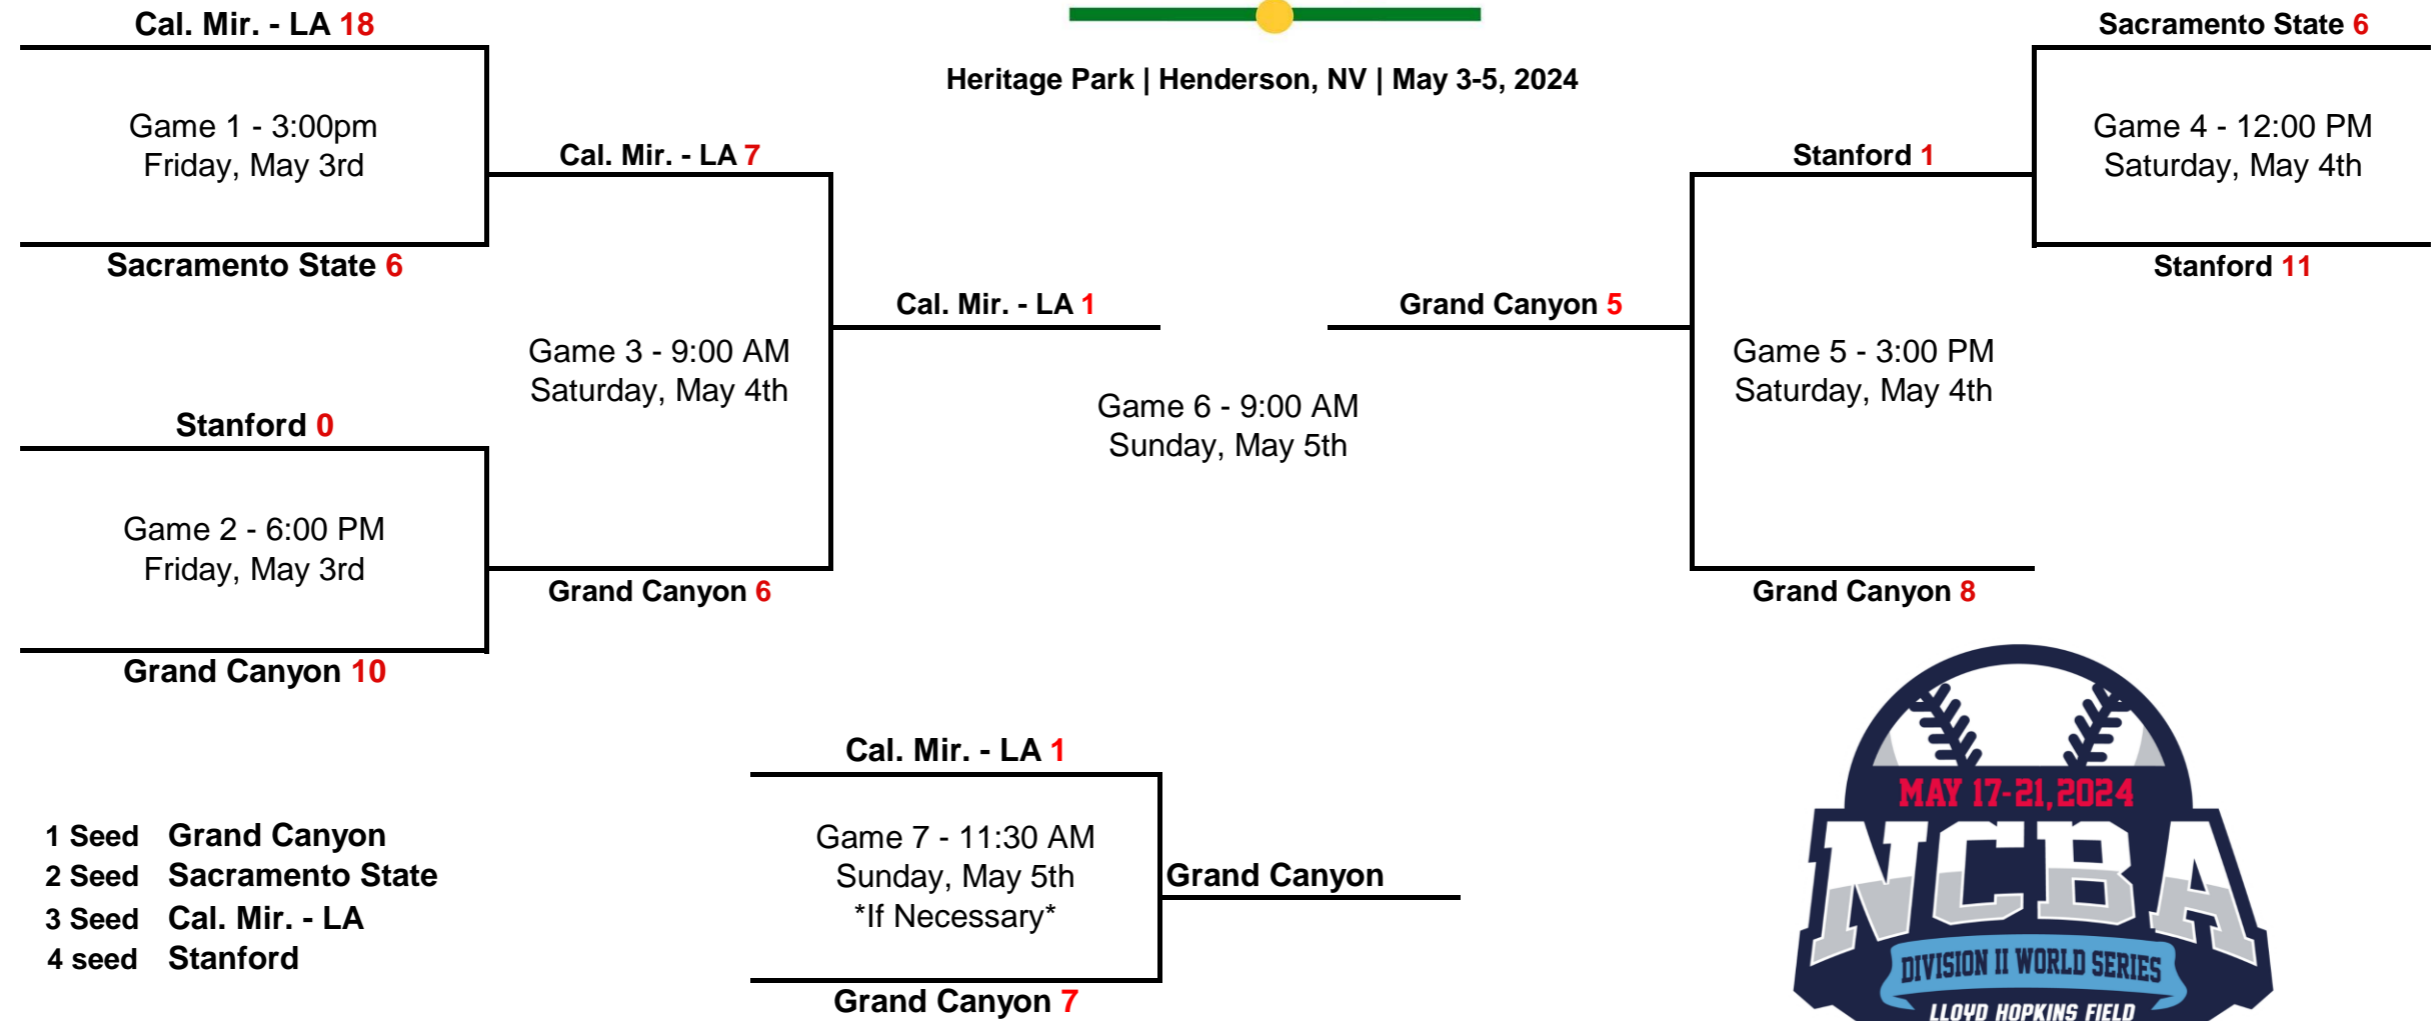 Cal. Mir. - LA 18
Game 1 - 3:00pm
Friday, May 3rd
Sacramento State 6
Stanford 0
Game 2 - 6:00 PM
Friday, May 3rd
Grand Canyon 10
Cal. Mir. - LA 7
Game 3 - 9:00 AM
Saturday, May 4th
Grand Canyon 6
Heritage Park | Henderson, NV | May 3-5, 2024
Cal. Mir. - LA 1
Grand Canyon 5
Game 6 - 9:00 AM
Sunday, May 5th
Stanford 1
Game 5 - 3:00 PM
Saturday, May 4th
Grand Canyon 8
Sacramento State 6
Game 4 - 12:00 PM
Saturday, May 4th
Stanford 11
Cal. Mir. - LA 1
Game 7 - 11:30 AM
Sunday, May 5th
*If Necessary*
Grand Canyon 7
Grand Canyon
1 Seed Grand Canyon
2 Seed Sacramento State
3 Seed Cal. Mir. - LA
4 seed Stanford
MAY 17-21, 2024
NCBA
DIVISION II WORLD SERIES
LLOYD HOPKINS FIELD